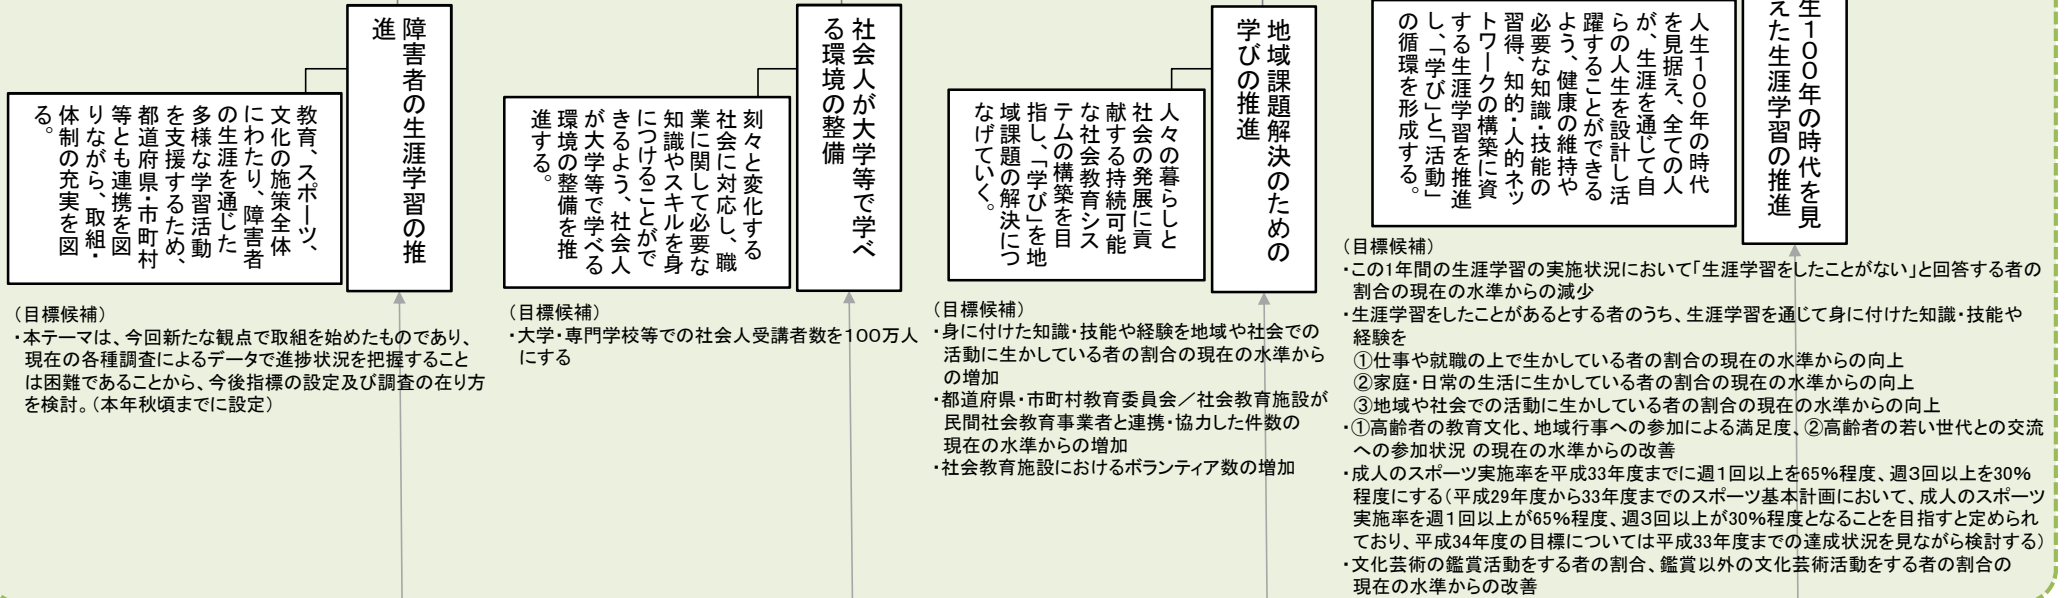 生１００年の時代を見
えた生涯学習の推進
人生１００年の時代
を見据え、全ての人
が、生涯を通じて自
らの人生を設計し活
躍することができる
よう、健康の維持や
必要な知識・技能の
習得、知的・人的ネッ
トワークの構築に資
する生涯学習を推進
し、「学び」と「活動」
の循環を形成する。
（目標候補）
・この1年間の生涯学習の実施状況において「生涯学習をしたことがない」と回答する者の
割合の現在の水準からの減少
・生涯学習をしたことがあるとする者のうち、生涯学習を通じて身に付けた知識・技能や
経験を
①仕事や就職の上で生かしている者の割合の現在の水準からの向上
②家庭・日常の生活に生かしている者の割合の現在の水準からの向上
③地域や社会での活動に生かしている者の割合の現在の水準からの向上
・①高齢者の教育文化、地域行事への参加による満足度、②高齢者の若い世代との交流
への参加状況 の現在の水準からの改善
・成人のスポーツ実施率を平成33年度までに週１回以上を65%程度、週３回以上を30%
程度にする（平成29年度から33年度までのスポーツ基本計画において、成人のスポーツ
実施率を週１回以上が65%程度、週３回以上が30%程度となることを目指すと定められ
ており、平成34年度の目標については平成33年度までの達成状況を見ながら検討する）
・文化芸術の鑑賞活動をする者の割合、鑑賞以外の文化芸術活動をする者の割合の
現在の水準からの改善
地域課題解決のための
学びの推進
人々の暮らしと
社会の発展に貢
献する持続可能
な社会教育シス
テムの構築を目
指し、「学び」を地
域課題の解決につ
なげていく。
（目標候補）
・身に付けた知識・技能や経験を地域や社会での
活動に生かしている者の割合の現在の水準から
の増加
・都道府県・市町村教育委員会／社会教育施設が
民間社会教育事業者と連携・協力した件数の
現在の水準からの増加
・社会教育施設におけるボランティア数の増加
社会人が大学等で学べ
る環境の整備
刻々と変化する
社会に対応し、職
業に関して必要な
知識やスキルを身
につけることがで
きるよう、社会人
が大学等で学べる
環境の整備を推
進する。
（目標候補）
・大学・専門学校等での社会人受講者数を１００万人
にする
障害者の生涯学習の推
進
教育、スポーツ、
文化の施策全体
にわたり、障害者
の生涯を通じた
多様な学習活動
を支援するため、
都道府県・市町村
等とも連携を図
りながら、取組・
体制の充実を図
る。
（目標候補）
・本テーマは、今回新たな観点で取組を始めたものであり、
現在の各種調査によるデータで進捗状況を把握すること
は困難であることから、今後指標の設定及び調査の在り方
を検討。（本年秋頃までに設定）